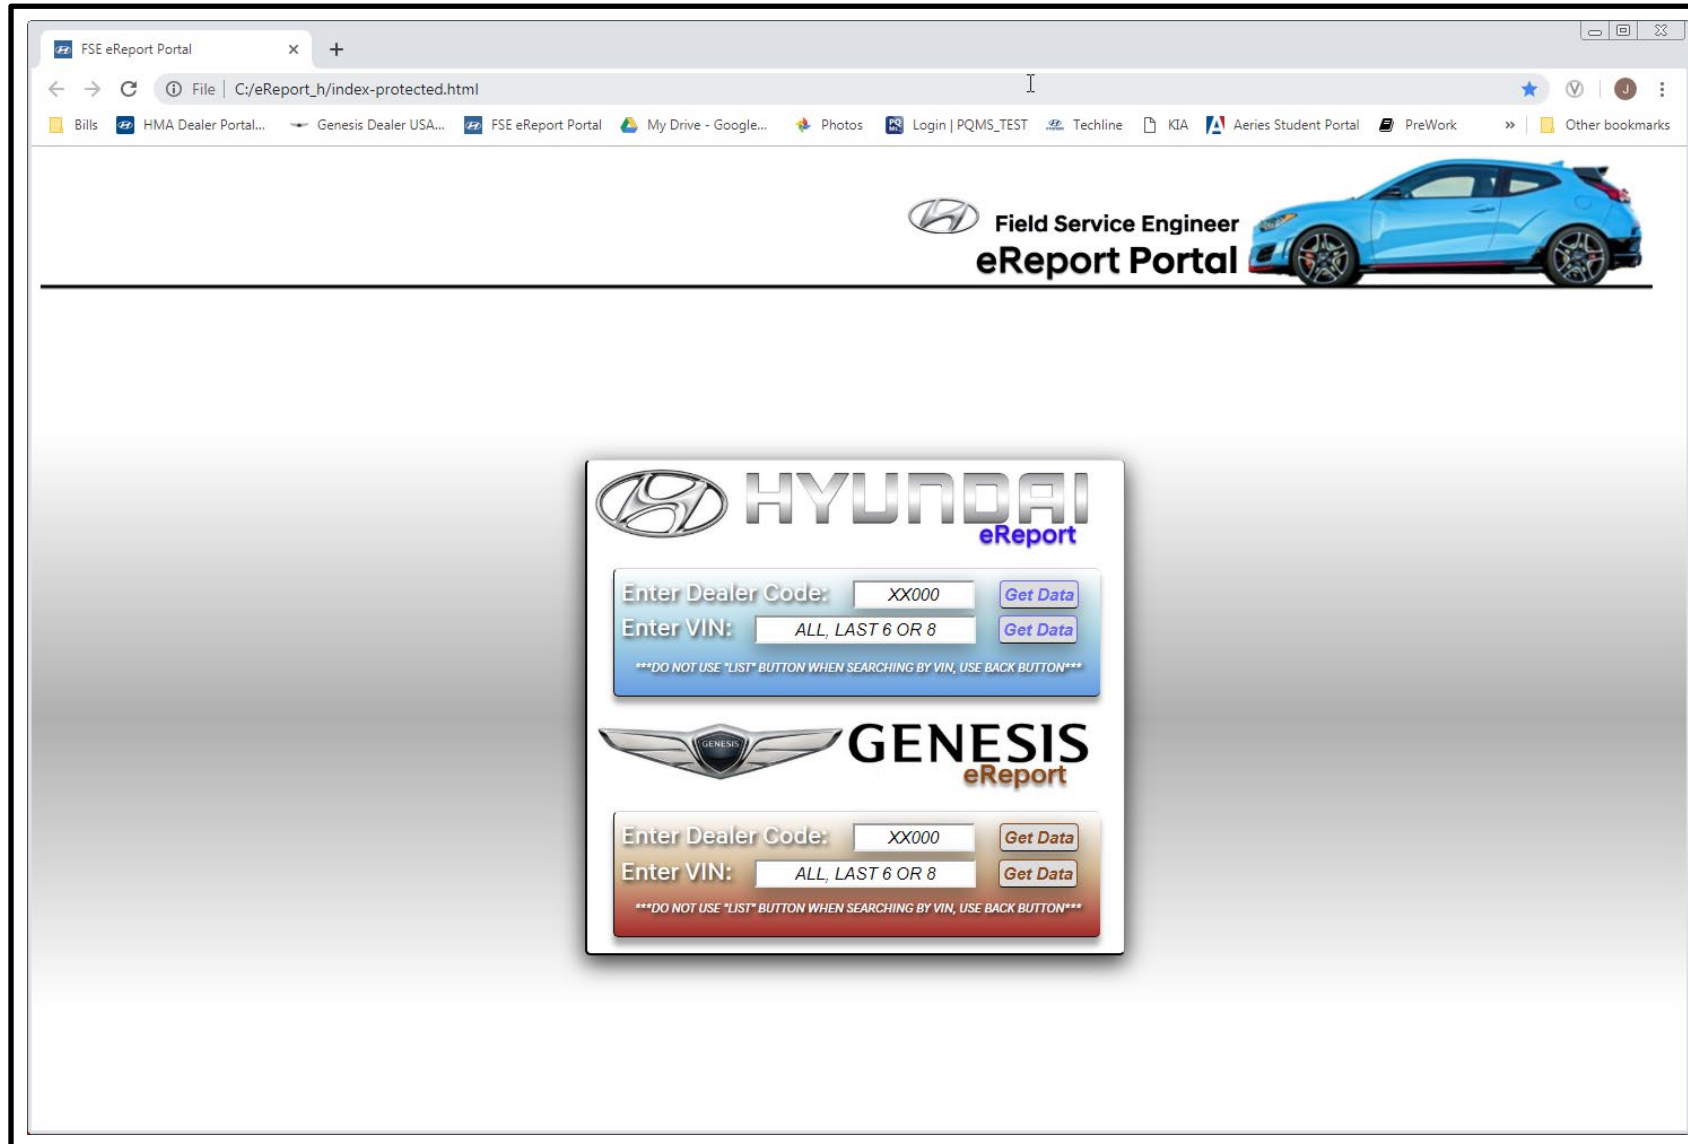 FSE eReport Portal
File | C:/eReport_h/index-protected.html
J
Bills HMA Dealer Portal... Genesis Dealer USA... FSE eReport Portal My Drive - Google... Photos Login | PQMS_TEST Techline KIA Aeries Student Portal PreWork » Other bookmarks
Field Service Engineer
eReport Portal
HYUNDAI
eReport
Enter Dealer Code: XX000 Get Data
Enter VIN: ALL, LAST 6 OR 8 Get Data
***DO NOT USE "LIST" BUTTON WHEN SEARCHING BY VIN, USE BACK BUTTON***
GENESIS GENESIS
eReport
Enter Dealer Code: XX000 Get Data
Enter VIN: ALL, LAST 6 OR 8 Get Data
***DO NOT USE "LIST" BUTTON WHEN SEARCHING BY VIN, USE BACK BUTTON***